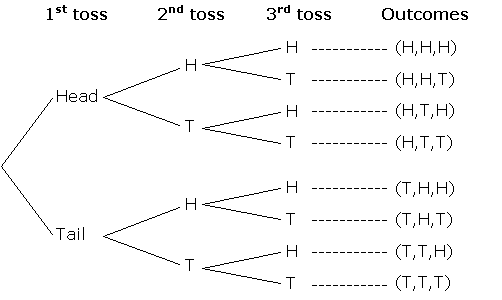 1st toss 2nd toss 3rd toss Outcomes
H ----------- (H,H,H)
H
T ----------- (H,H,T)
Head
H ----------- (H,T,H)
T
T ----------- (H,T,T)
H ----------- (T,H,H)
H
T ----------- (T,H,T)
Tail
H ----------- (T,T,H)
T
T ----------- (T,T,T)